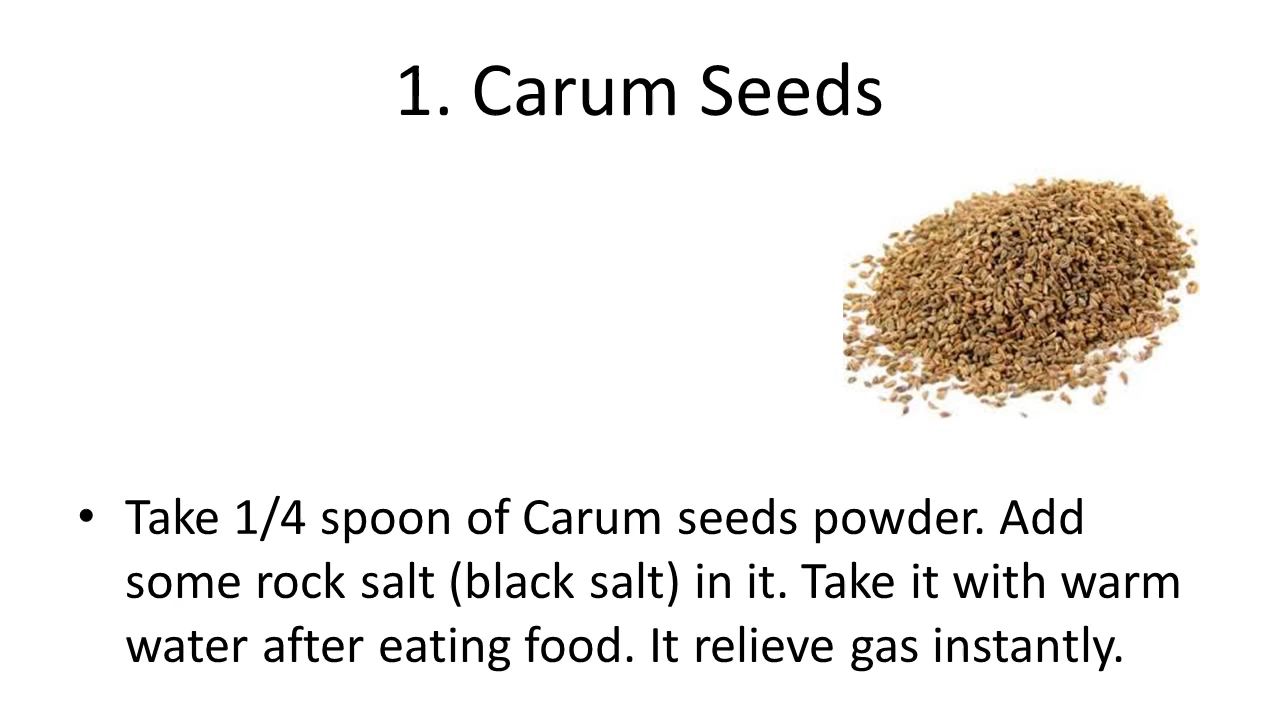 1. Carum Seeds
• Take 1/4 spoon of Carum seeds powder. Add
some rock salt (black salt) in it. Take it with warm
water after eating food. It relieve gas instantly.